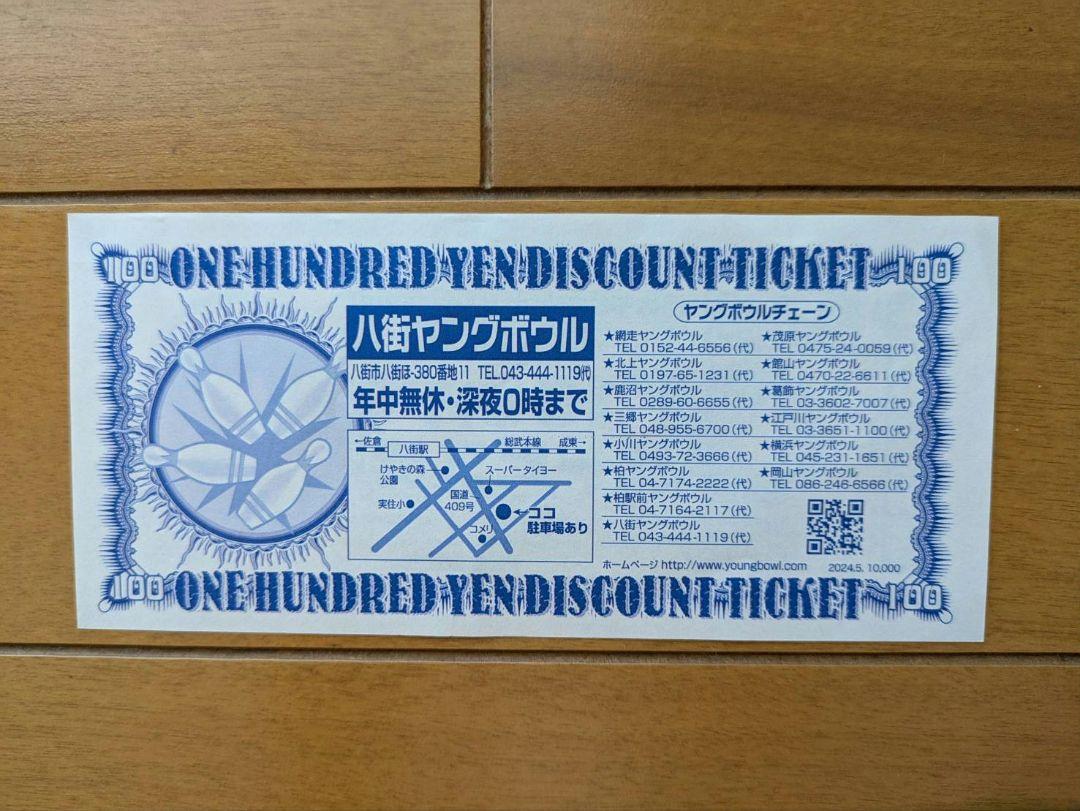 100 ONE HUNDRED YEN DISCOUNT TICKET 100
八街ヤングボウル
八街市八街ほ-380番地11 TEL.043-444-1119(代)
年中無休・深夜0時まで
←佐倉 八街駅 総武本線 成東→
けやきの森公園
スーパータイヨー
実住小
国道409号
ココ
駐車場あり
コメリ
ヤングボウルチェーン
★網走ヤングボウル
TEL 0152-44-6556(代)
★北上ヤングボウル
TEL 0197-65-1231(代)
★鹿沼ヤングボウル
TEL 0289-60-6655(代)
★三郷ヤングボウル
TEL 048-955-6700(代)
★小川ヤングボウル
TEL 0493-72-3666(代)
★柏ヤングボウル
TEL 04-7174-2222(代)
★柏駅前ヤングボウル
TEL 04-7164-2117(代)
★八街ヤングボウル
TEL 043-444-1119(代)
★茂原ヤングボウル
TEL 0475-24-0059(代)
★館山ヤングボウル
TEL 0470-22-6611(代)
★葛飾ヤングボウル
TEL 03-3602-7007(代)
★江戸川ヤングボウル
TEL 03-3651-1100(代)
★横浜ヤングボウル
TEL 045-231-1651(代)
★岡山ヤングボウル
TEL 086-246-6566(代)
ホームページ http://www.youngbowl.com 2024.5. 10,000
100 ONE HUNDRED YEN DISCOUNT TICKET 100